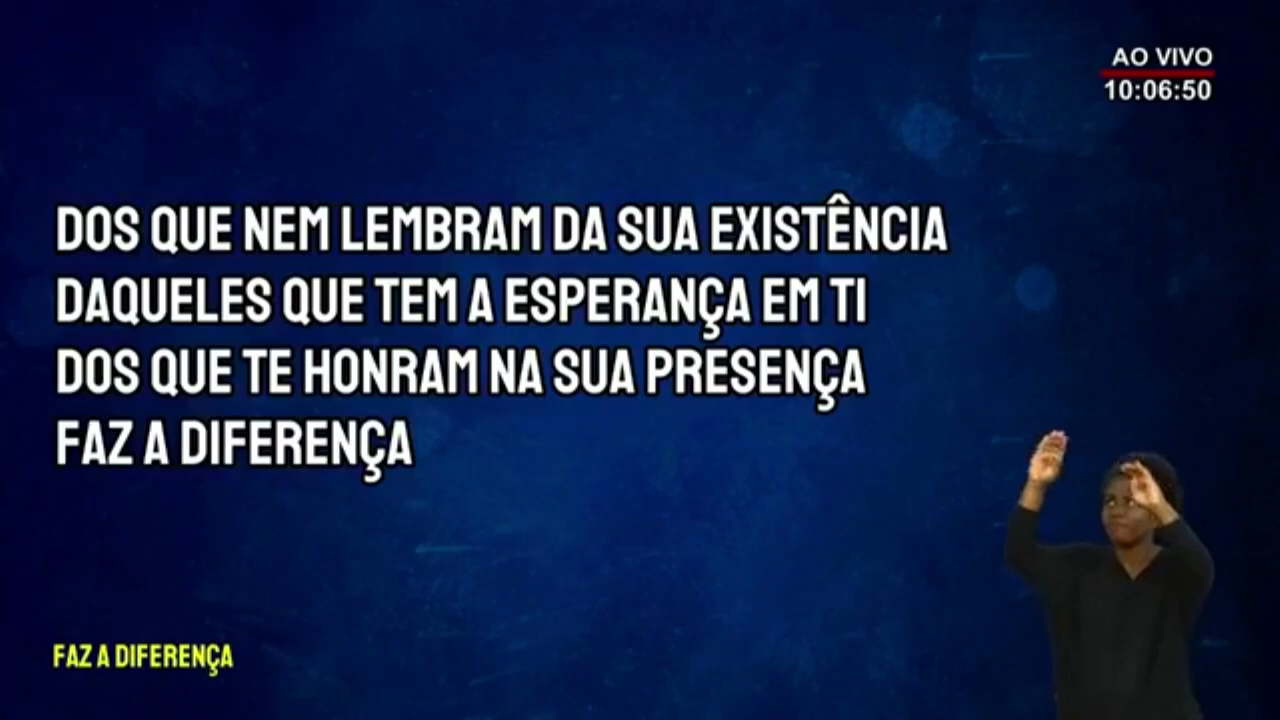 AO VIVO
10:06:50
DOS QUE NEM LEMBRAM DA SUA EXISTÊNCIA
DAQUELES QUE TEM A ESPERANÇA EM TI
DOS QUE TE HONRAM NA SUA PRESENÇA
FAZ A DIFERENÇA
FAZ A DIFERENÇA